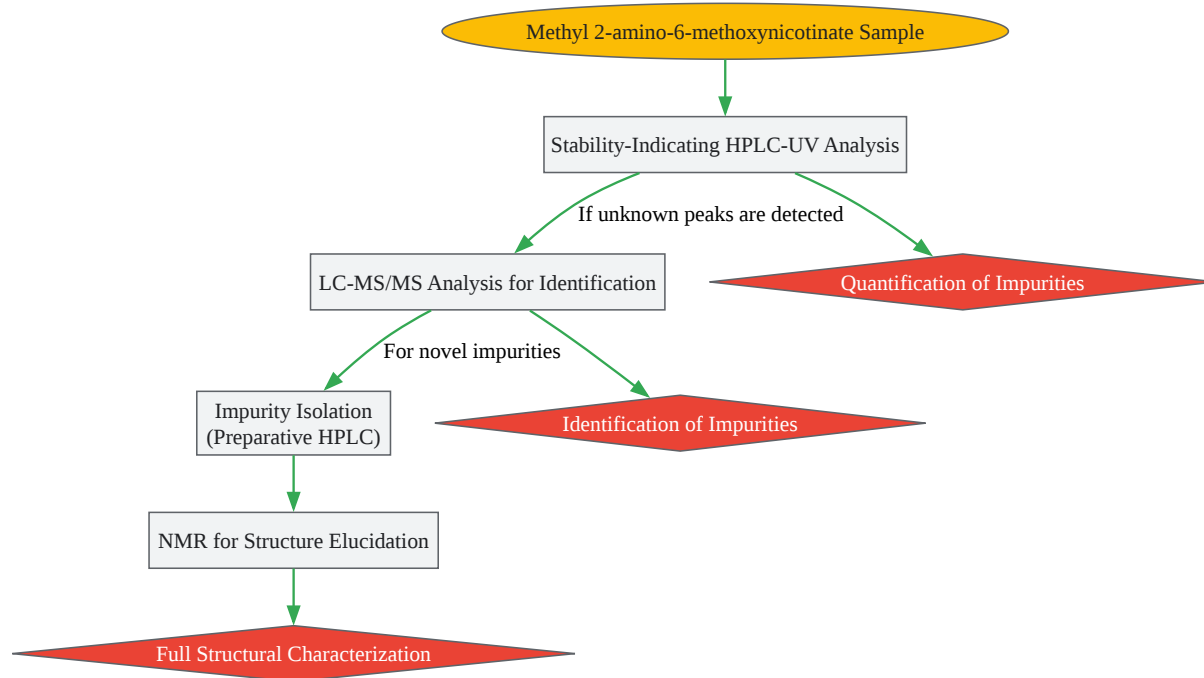 Methyl 2-amino-6-methoxynicotinate Sample
Stability-Indicating HPLC-UV Analysis
If unknown peaks are detected
LC-MS/MS Analysis for Identification
Quantification of Impurities
For novel impurities
Impurity Isolation
(Preparative HPLC)
Identification of Impurities
NMR for Structure Elucidation
Full Structural Characterization